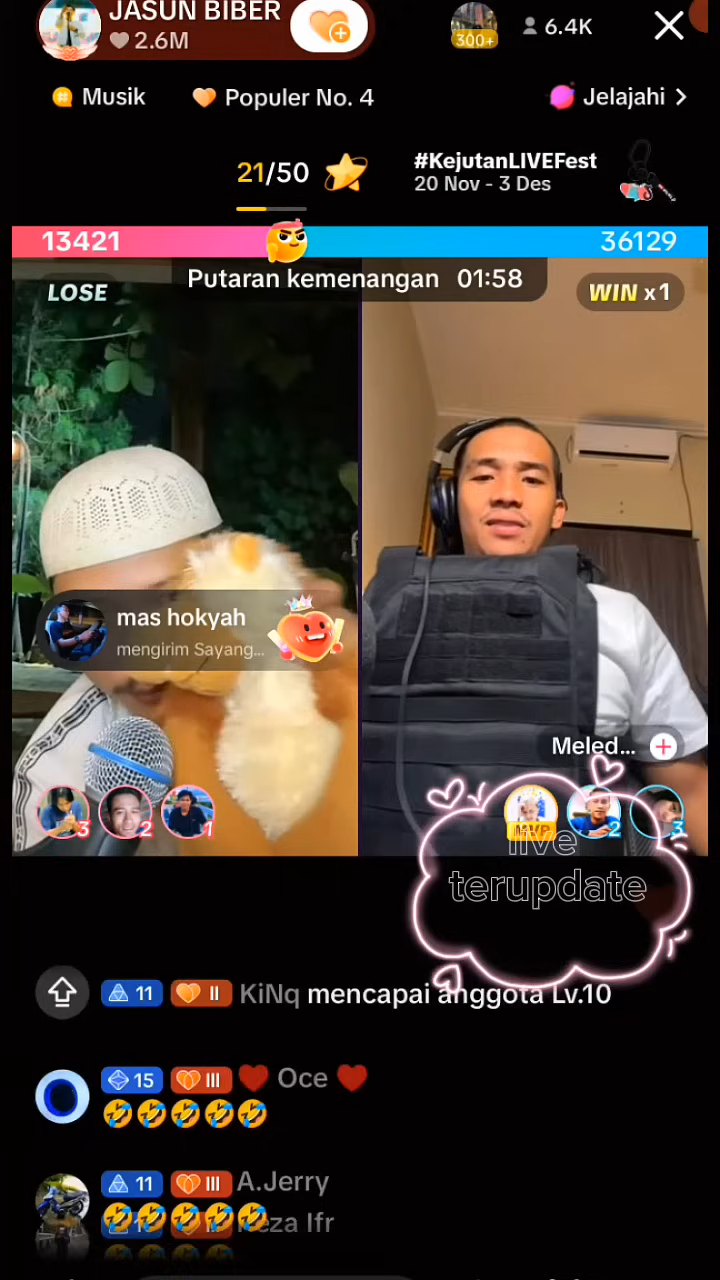 JASUN BIBER
2.6M
300+
6.4K
Musik
Populer No. 4
Jelajahi
21/50
#KejutanLIVEFest
20 Nov - 3 Des
13421
36129
Putaran kemenangan 01:58
LOSE
WIN x1
mas hokyah
mengirim Sayang...
Meled...
3
2
1
MVP
2
3
live
terupdate
11 II KiNq mencapai anggota Lv.10
15 III Oce
11 III A.Jerry